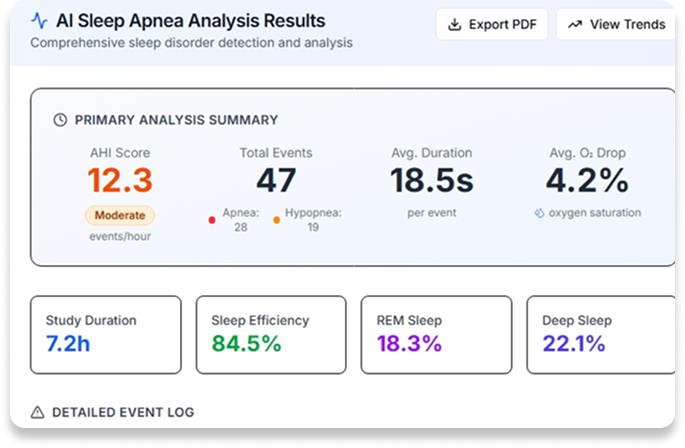 AI Sleep Apnea Analysis Results
Export PDF
View Trends
Comprehensive sleep disorder detection and analysis
PRIMARY ANALYSIS SUMMARY
AHI Score
12.3
Moderate
events/hour
Total Events
47
Apnea:
28
Hypopnea:
19
Avg. Duration
18.5s
per event
Avg. O₂ Drop
4.2%
oxygen saturation
Study Duration
7.2h
Sleep Efficiency
84.5%
REM Sleep
18.3%
Deep Sleep
22.1%
DETAILED EVENT LOG